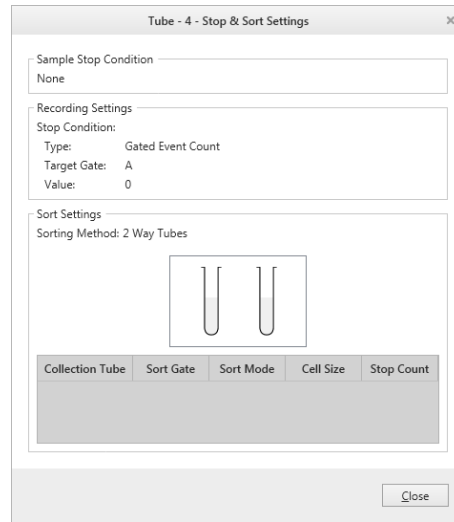 Tube - 4 - Stop & Sort Settings
Sample Stop Condition
None
Recording Settings
Stop Condition:
Type: Gated Event Count
Target Gate: A
Value: 0
Sort Settings
Sorting Method: 2 Way Tubes
Collection Tube Sort Gate Sort Mode Cell Size Stop Count
Close